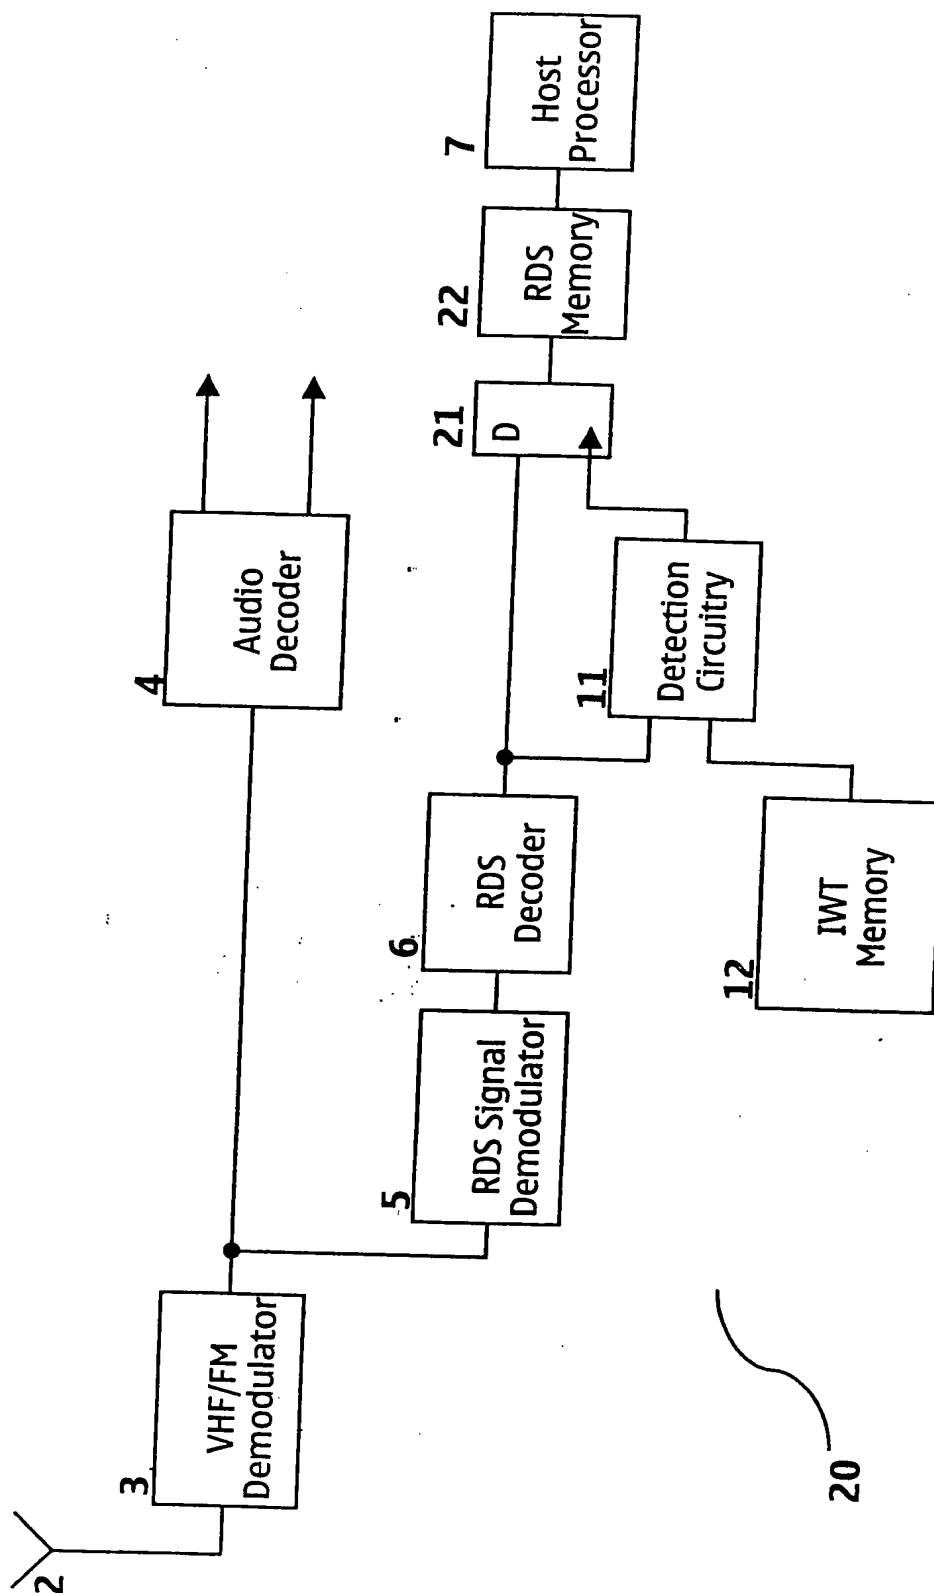 2
3
VHF/FM
Demodulator
4
Audio
Decoder
5
RDS Signal
Demodulator
6
RDS
Decoder
11
Detection
Circuitry
12
IWT
Memory
21
D
22
RDS
Memory
7
Host
Processor
20